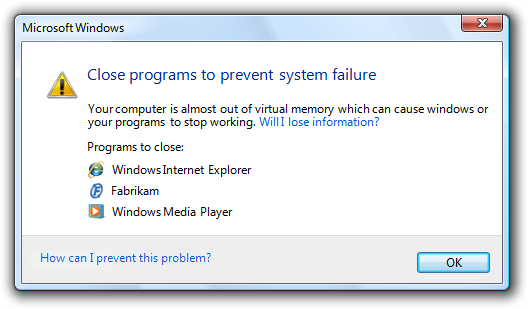 Microsoft Windows
Close programs to prevent system failure
Your computer is almost out of virtual memory which can cause windows or
your programs to stop working. Will I lose information?
Programs to close:
Windows Internet Explorer
Fabrikam
Windows Media Player
How can I prevent this problem?
OK